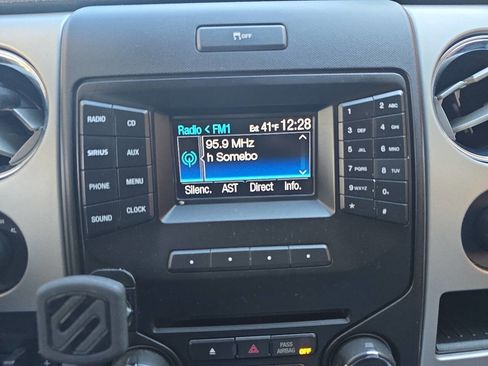 OFF
RADIO CD
SIRIUS AUX
PHONE MENU
SOUND CLOCK
Radio < FM1 Ext 41°F 12:28
95.9 MHz
h Somebo
Silenc. AST Direct Info.
1 2 ABC
3 DEF 4 GHI
5 JKL 6 MNO
7 PQRS 8 TUV
9 WXYZ 0
* #
PASS
AIRBAG OFF
4L